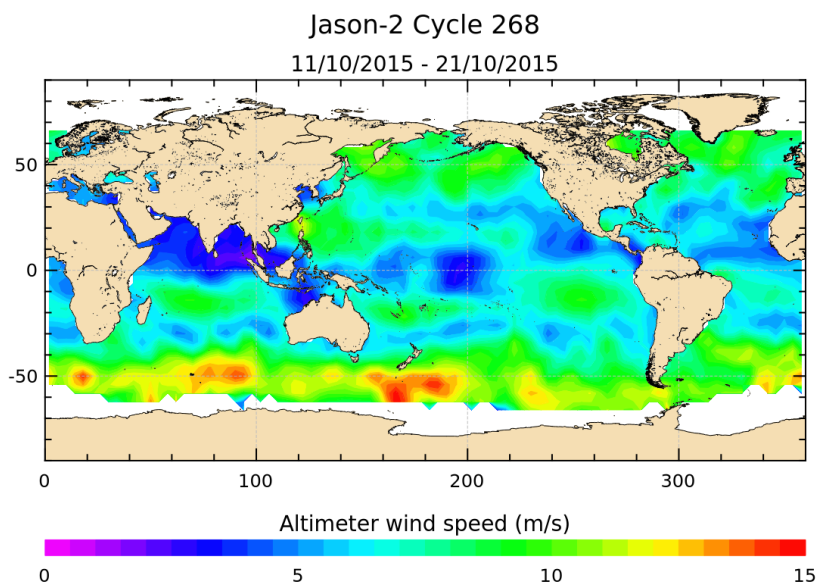 Jason-2 Cycle 268
11/10/2015 - 21/10/2015
50
0
-50
0 100 200 300
Altimeter wind speed (m/s)
0 5 10 15